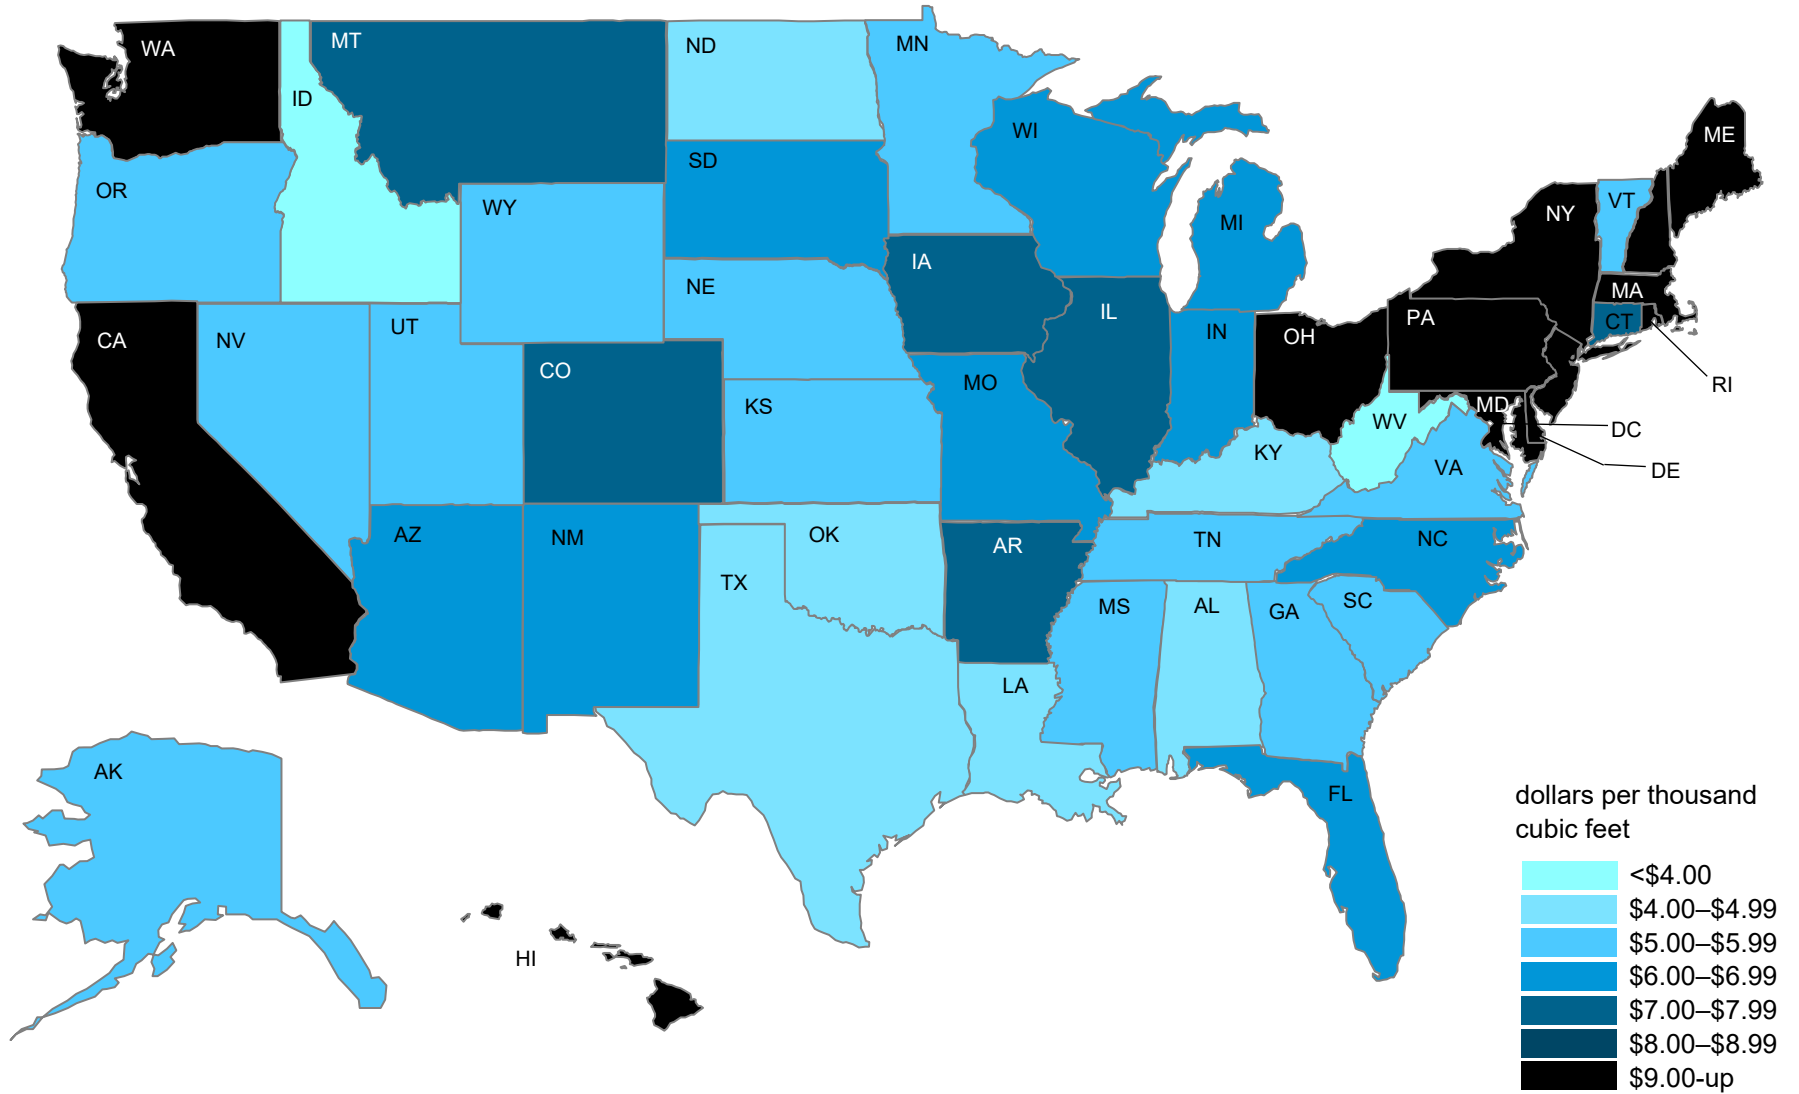 WA
MT
ND
MN
ID
WI
ME
OR
SD
WY
VT
NY
MI
IA
NE
MA
IL
PA
CT
UT
IN
OH
CA
NV
CO
MO
RI
KS
MD
WV
DC
KY
VA
DE
AZ
NM
OK
AR
TN
NC
TX
MS
AL
GA
SC
LA
AK
FL
HI
dollars per thousand
cubic feet
<$4.00
$4.00–$4.99
$5.00–$5.99
$6.00–$6.99
$7.00–$7.99
$8.00–$8.99
$9.00-up